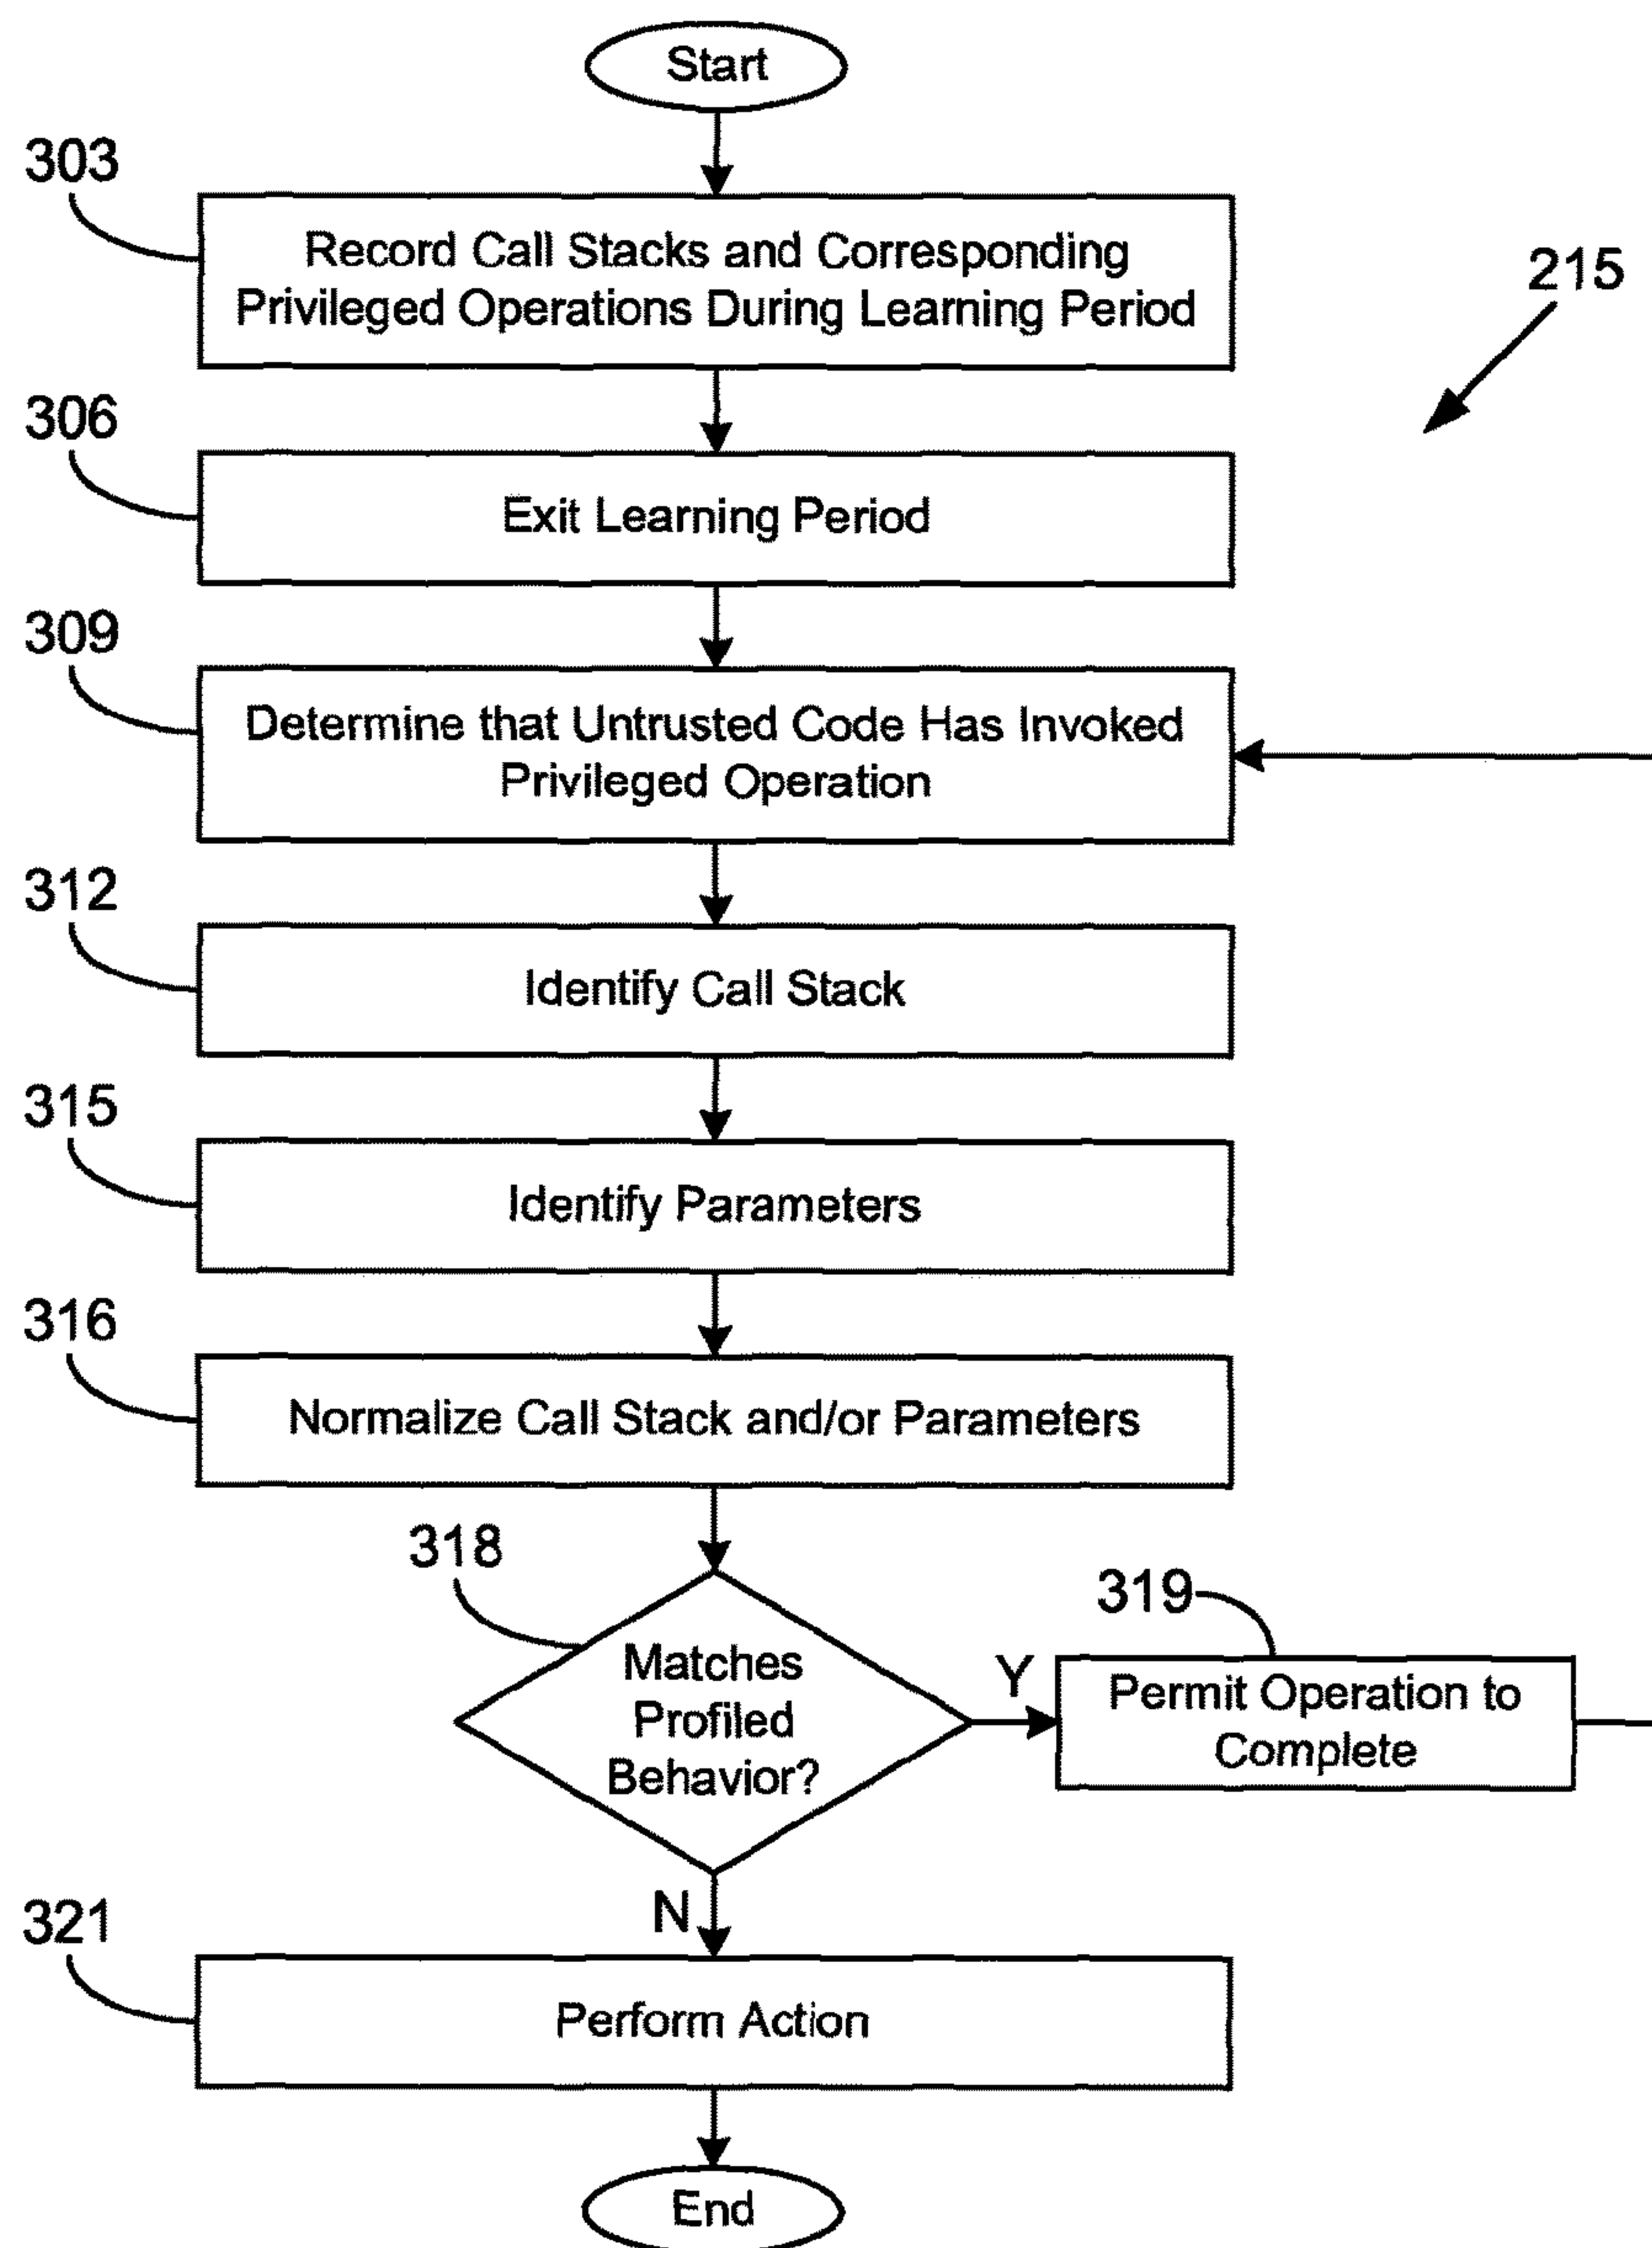 Start
303
Record Call Stacks and Corresponding
Privileged Operations During Learning Period
215
306
Exit Learning Period
309
Determine that Untrusted Code Has Invoked
Privileged Operation
312
Identify Call Stack
315
Identify Parameters
316
Normalize Call Stack and/or Parameters
318
Matches
Profiled
Behavior?
Y
319
Permit Operation to
Complete
N
321
Perform Action
End